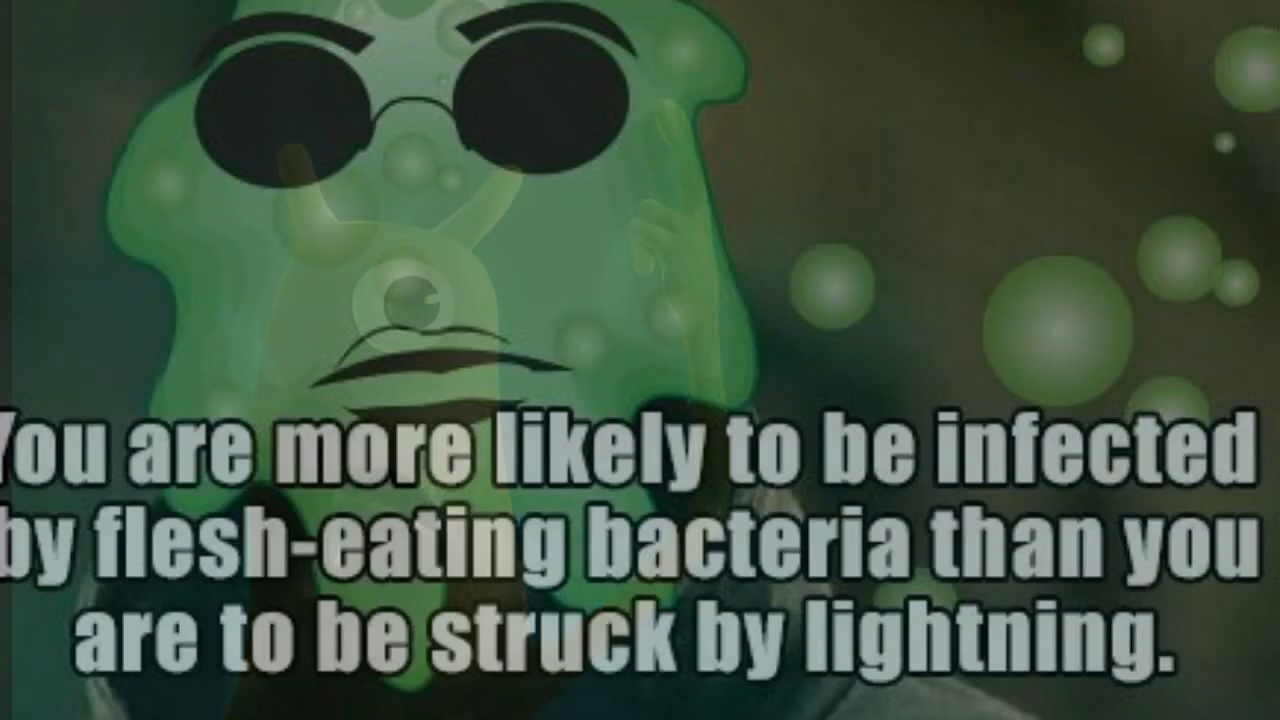 You are more likely to be infected
by flesh-eating bacteria than you
are to be struck by lightning.